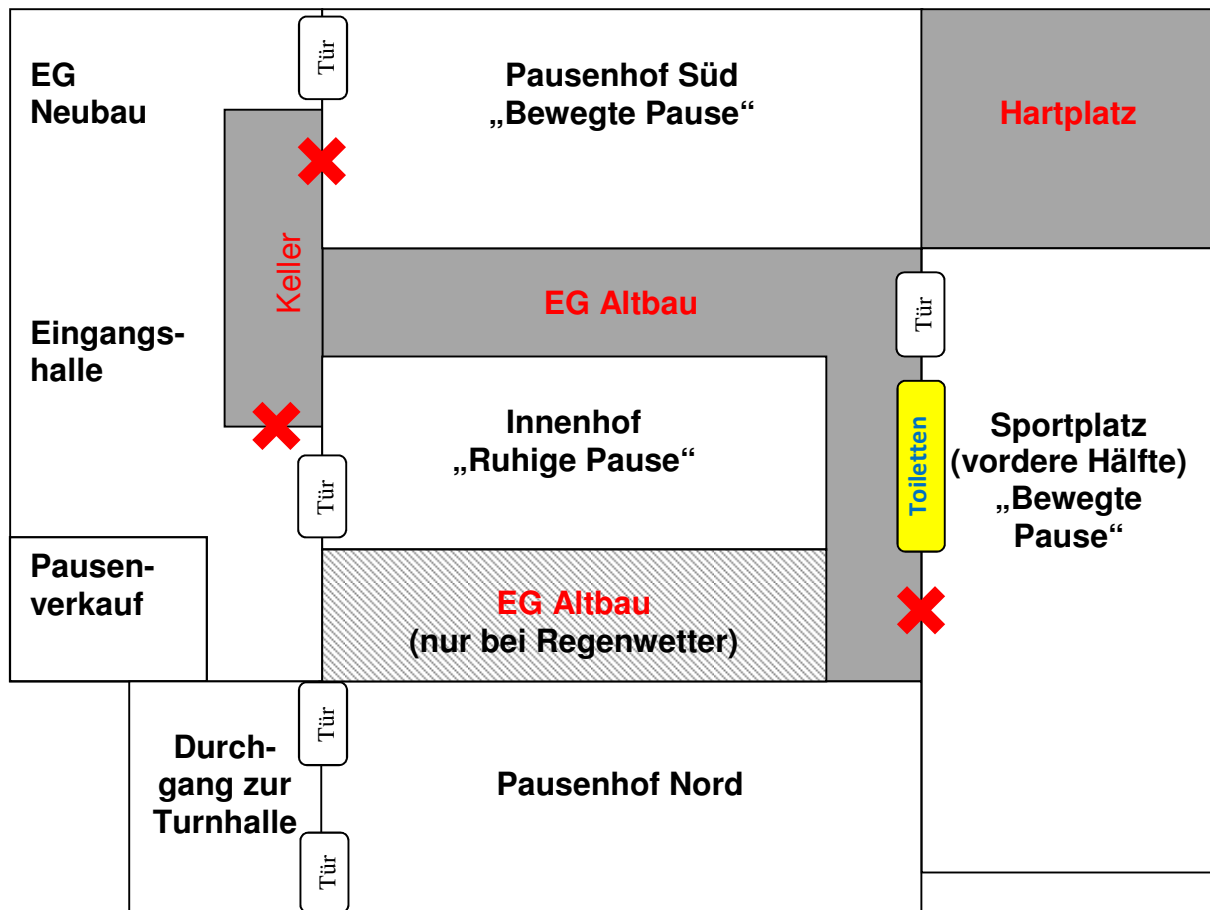 EG
Neubau
Tür
Pausenhof Süd
„Bewegte Pause“
Hartplatz
Keller
EG Altbau
Tür
Eingangs-
halle
Innenhof
„Ruhige Pause“
Tür
Toiletten
Sportplatz
(vordere Hälfte)
„Bewegte
Pause“
Pausen-
verkauf
EG Altbau
(nur bei Regenwetter)
Tür
Durch-
gang zur
Turnhalle
Pausenhof Nord
Tür